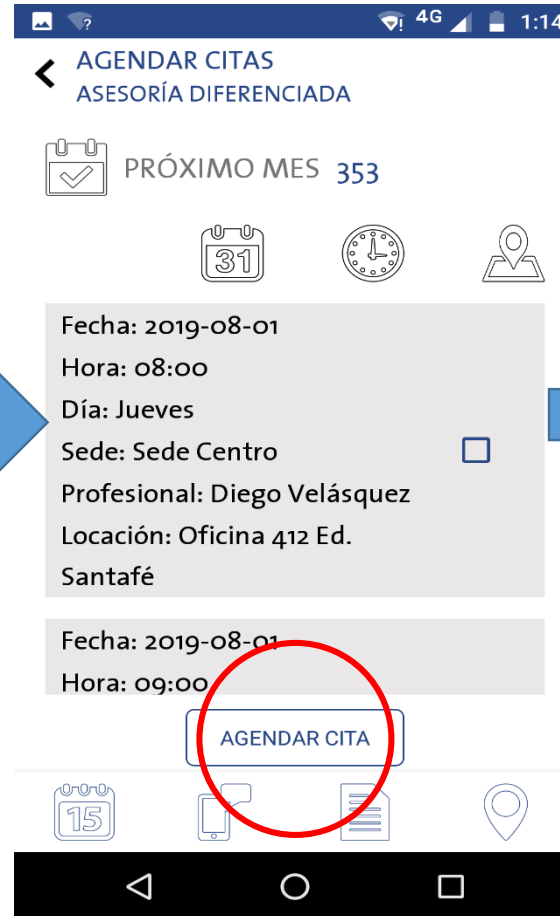 4G 1:14
AGENDAR CITAS
ASESORÍA DIFERENCIADA
PRÓXIMO MES 353
31
Fecha: 2019-08-01
Hora: 08:00
Día: Jueves
Sede: Sede Centro
Profesional: Diego Velásquez
Locación: Oficina 412 Ed.
Santafé
Fecha: 2019-08-01
Hora: 09:00
AGENDAR CITA
15